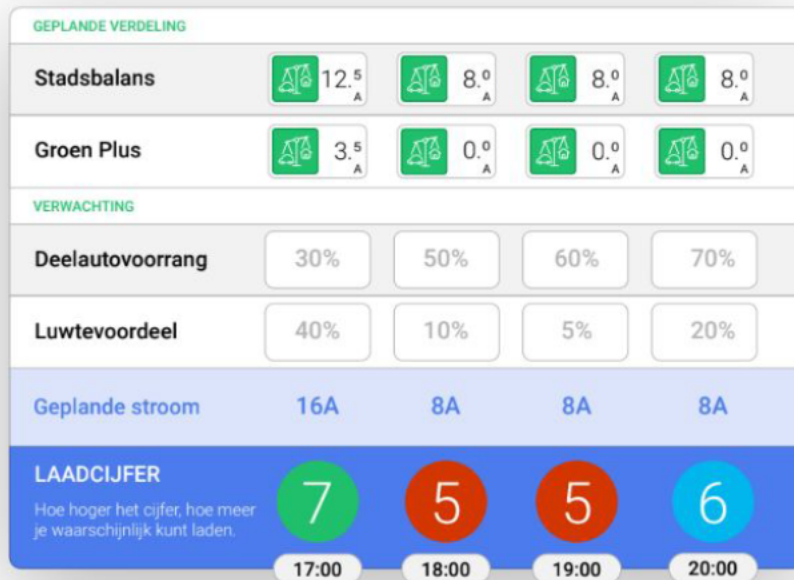 GEPLANDE VERDELING
Stadsbalans 12.5 A 8.0 A 8.0 A 8.0 A
Groen Plus 3.5 A 0.0 A 0.0 A 0.0 A
VERWACHTING
Deelautovoorrang 30% 50% 60% 70%
Luwtevoordeel 40% 10% 5% 20%
Geplande stroom 16A 8A 8A 8A
LAADCIJFER
Hoe hoger het cijfer, hoe meer
je waarschijnlijk kunt laden.
7 5 5 6
17:00 18:00 19:00 20:00